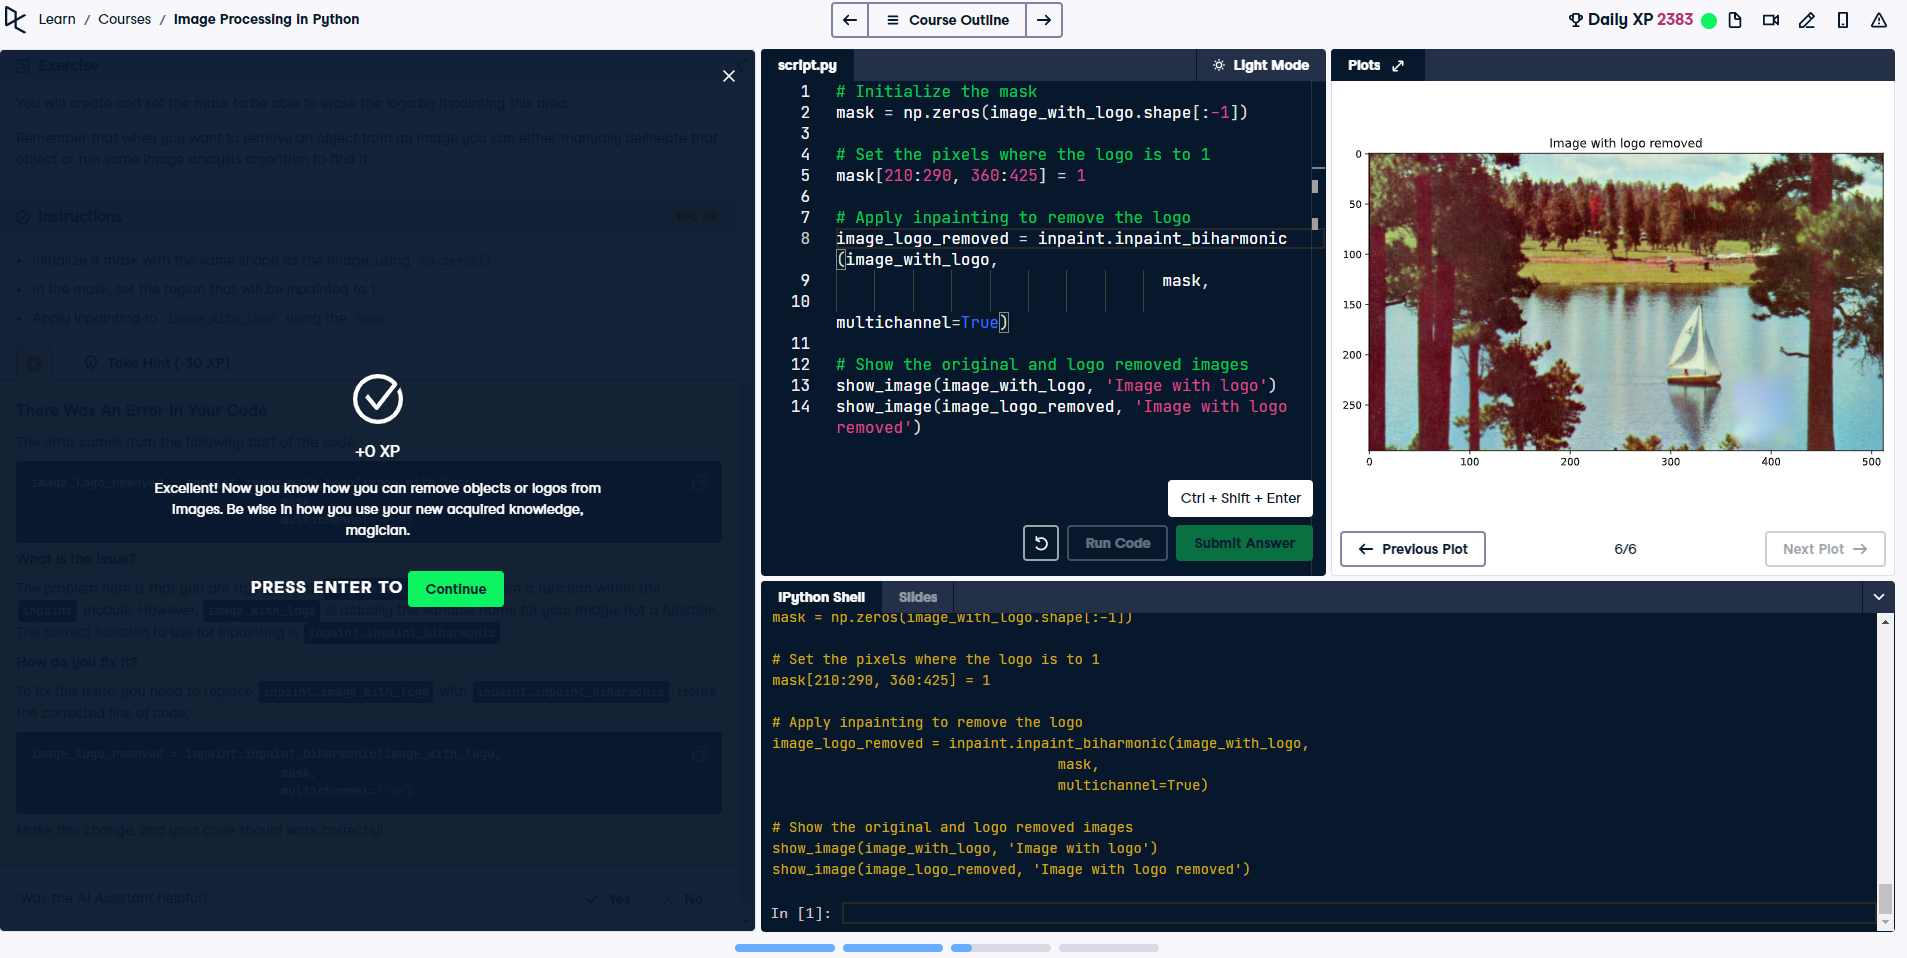 Learn / Courses / Image Processing in Python
Course Outline
Daily XP 2383
Exercise
You will create and set the mask to be able to erase the logo by inpainting this area.
Remember that when you want to remove an object from an image you can either manually delineate that
object or run some image analysis algorithm to find it.
Instructions
100 XP
Initialize a mask with the same shape as the image, using np.zeros().
In the mask, set the region that will be inpainted to 1.
Apply inpainting to image_with_logo using the mask.
Take Hint (-30 XP)
There Was An Error in Your Code
The error comes from the following part of the code:
+0 XP
Excellent! Now you know how you can remove objects or logos from
images. Be wise in how you use your new acquired knowledge,
magician.
What is the issue?
PRESS ENTER TO Continue
inpaint module. However, image_with_logo is actually the variable name for your image, not a function.
The correct function to use for inpainting is inpaint.inpaint_biharmonic.
How do you fix it?
To fix this issue, you need to replace inpaint.image_with_logo with inpaint.inpaint_biharmonic. Here's
the corrected line of code:
image_logo_removed = inpaint.inpaint_biharmonic(image_with_logo,
mask,
multichannel=True)
Make this change, and your code should work correctly!
Was the AI Assistant helpful?
Yes
No
script.py
Light Mode
1 # Initialize the mask
2 mask = np.zeros(image_with_logo.shape[:-1])
3
4 # Set the pixels where the logo is to 1
5 mask[210:290, 360:425] = 1
6
7 # Apply inpainting to remove the logo
8 image_logo_removed = inpaint.inpaint_biharmonic
(image_with_logo,
9 mask,
10
multichannel=True)
11
12 # Show the original and logo removed images
13 show_image(image_with_logo, 'Image with logo')
14 show_image(image_logo_removed, 'Image with logo
removed')
Ctrl + Shift + Enter
Run Code
Submit Answer
Plots
Image with logo removed
0
50
100
150
200
250
0 100 200 300 400 500
Previous Plot
6/6
Next Plot
IPython Shell
Slides
mask = np.zeros(image_with_logo.shape[:-1])
# Set the pixels where the logo is to 1
mask[210:290, 360:425] = 1
# Apply inpainting to remove the logo
image_logo_removed = inpaint.inpaint_biharmonic(image_with_logo,
mask,
multichannel=True)
# Show the original and logo removed images
show_image(image_with_logo, 'Image with logo')
show_image(image_logo_removed, 'Image with logo removed')
In [1]: